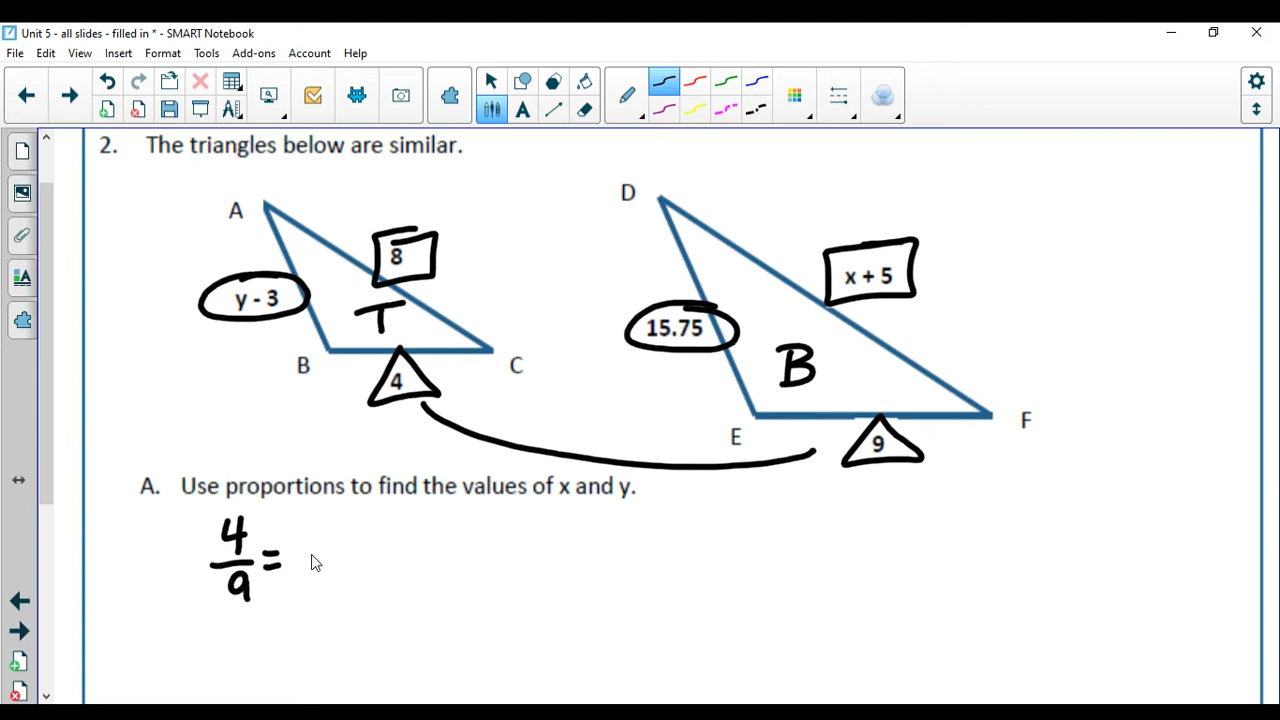 Unit 5 - all slides - filled in * - SMART Notebook
File Edit View Insert Format Tools Add-ons Account Help
2. The triangles below are similar.
D
A
8
x + 5
y - 3
T
15.75
B
B
C
4
E
F
9
A. Use proportions to find the values of x and y.
4
=
9